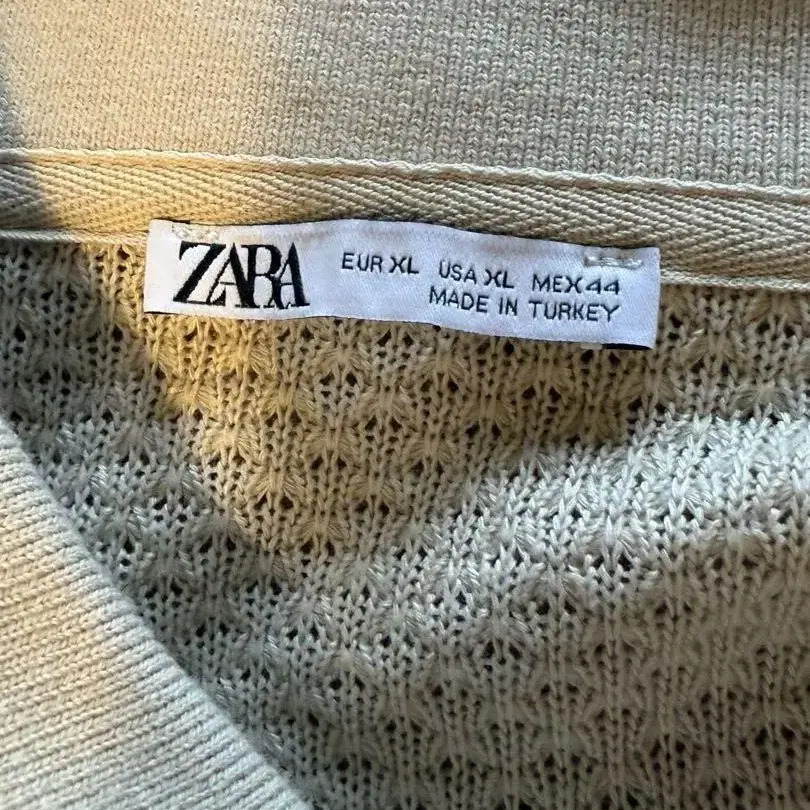 ZARA
EUR XL USA XL MEX 44
MADE IN TURKEY